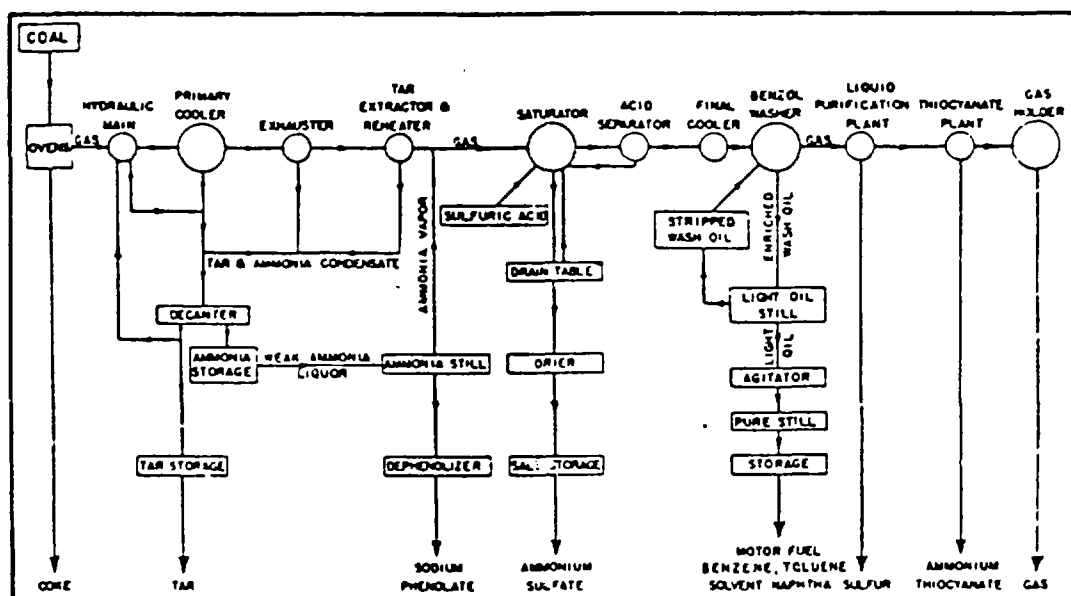 COAL
HYDRAULIC
MAIN
PRIMARY
COOLER
EXHAUSTER
TAR
EXTRACTOR &
REHEATER
SATURATOR
ACID
SEPARATOR
FINAL
COOLER
BENZOL
WASHER
LIQUID
PURIFICATION
PLANT
THIOCYANATE
PLANT
GAS
HOLDER
OVENS
GAS
GAS
GAS
SULFURIC ACID
STRIPPED
WASH OIL
ENRICHED
WASH OIL
TAR & AMMONIA CONDENSATE
AMMONIA VAPOR
DRAIN TABLE
LIGHT OIL
STILL
DECANTER
AMMONIA
STORAGE
WEAK AMMONIA
LIQUOR
AMMONIA STILL
DRIER
LIGHT
OIL
AGITATOR
PURE STILL
TAR STORAGE
DEPHENOLIZER
SALT STORAGE
STORAGE
COKE
TAR
SODIUM
PHENOLATE
AMMONIUM
SULFATE
MOTOR FUEL
BENZENE, TOLUENE
SOLVENT NAPHTHA
SULFUR
AMMONIUM
THIOCYANATE
GAS